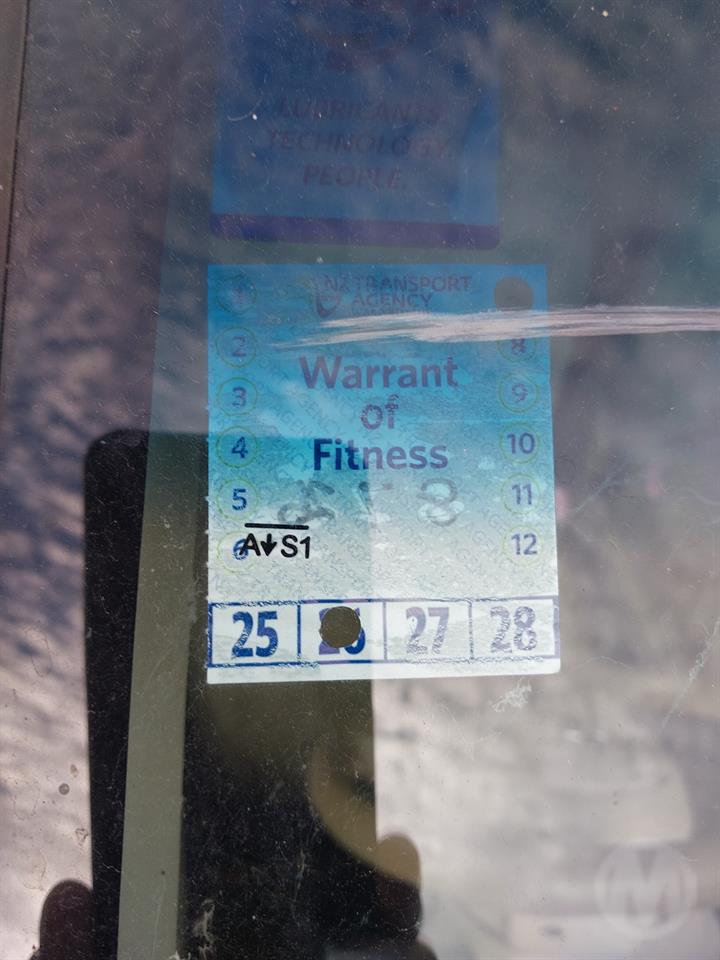 LUBRICANTS.
TECHNOLOGY.
PEOPLE.
NZ TRANSPORT
AGENCY
Warrant
of
Fitness
1
2
3
4
5
6
8
9
10
11
12
A↓S1
25 26 27 28
M